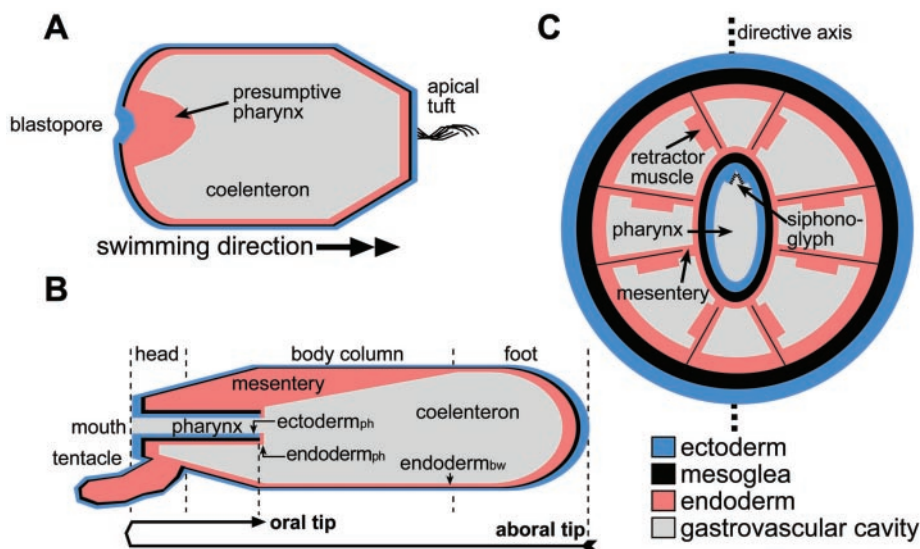 A
blastopore
presumptive
pharynx
apical
tuft
coelenteron
swimming direction
B
head
body column
foot
mesentery
coelenteron
mouth
pharynx
ectodermph
endodermph
endodermbw
tentacle
oral tip
aboral tip
C
directive axis
retractor
muscle
pharynx
siphono-
glyph
mesentery
ectoderm
mesoglea
endoderm
gastrovascular cavity